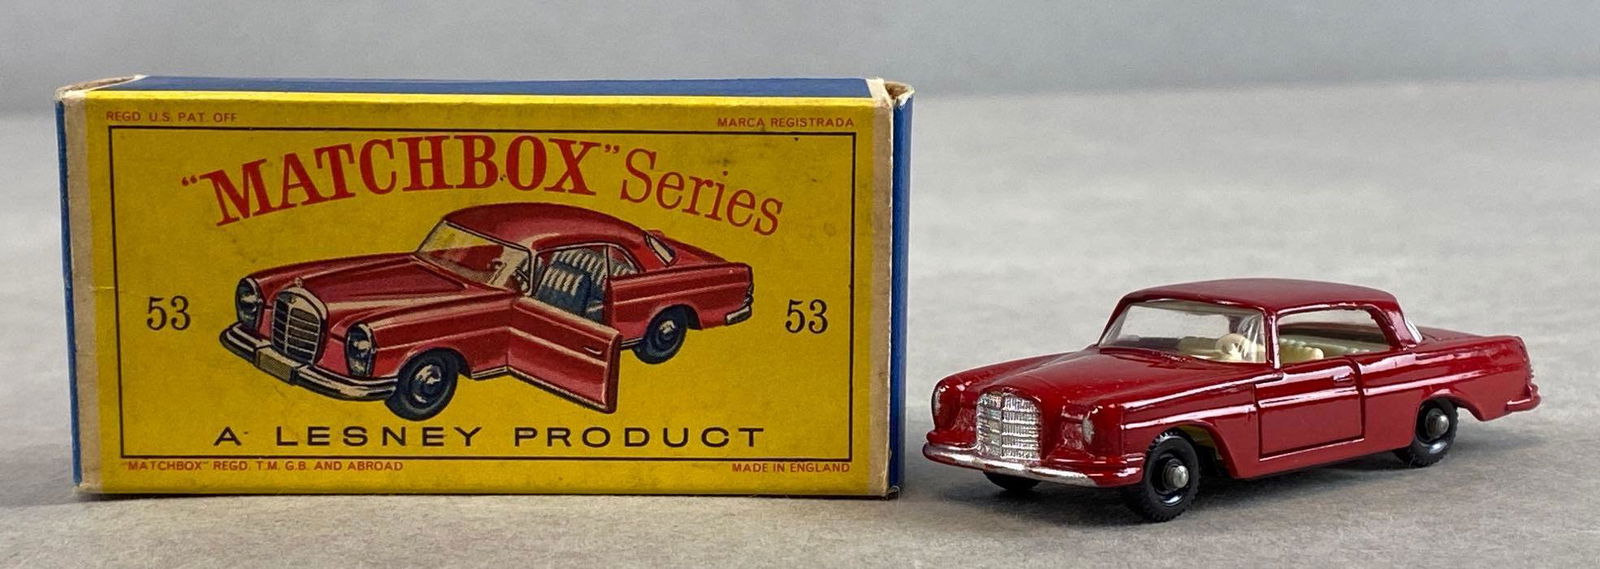 REGD U.S. PAT. OFF MARCA REGISTRADA
"MATCHBOX" Series
53 53
A LESNEY PRODUCT
"MATCHBOX" REGD. T.M. G.B. AND ABROAD MADE IN ENGLAND